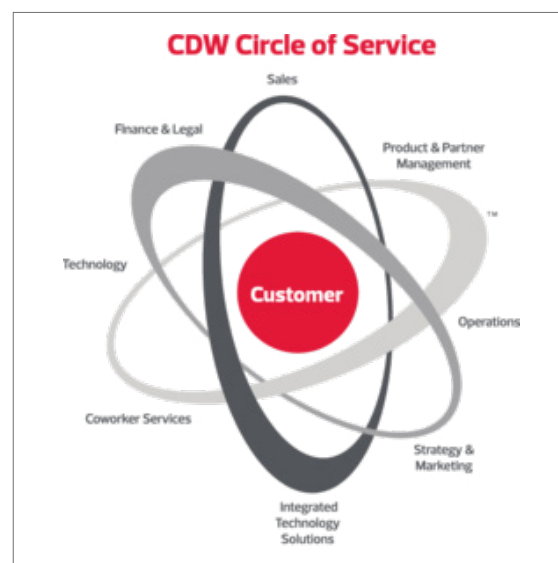 CDW Circle of Service
Sales
Finance & Legal
Product & Partner
Management
™
Technology
Customer
Operations
Coworker Services
Strategy &
Marketing
Integrated
Technology
Solutions